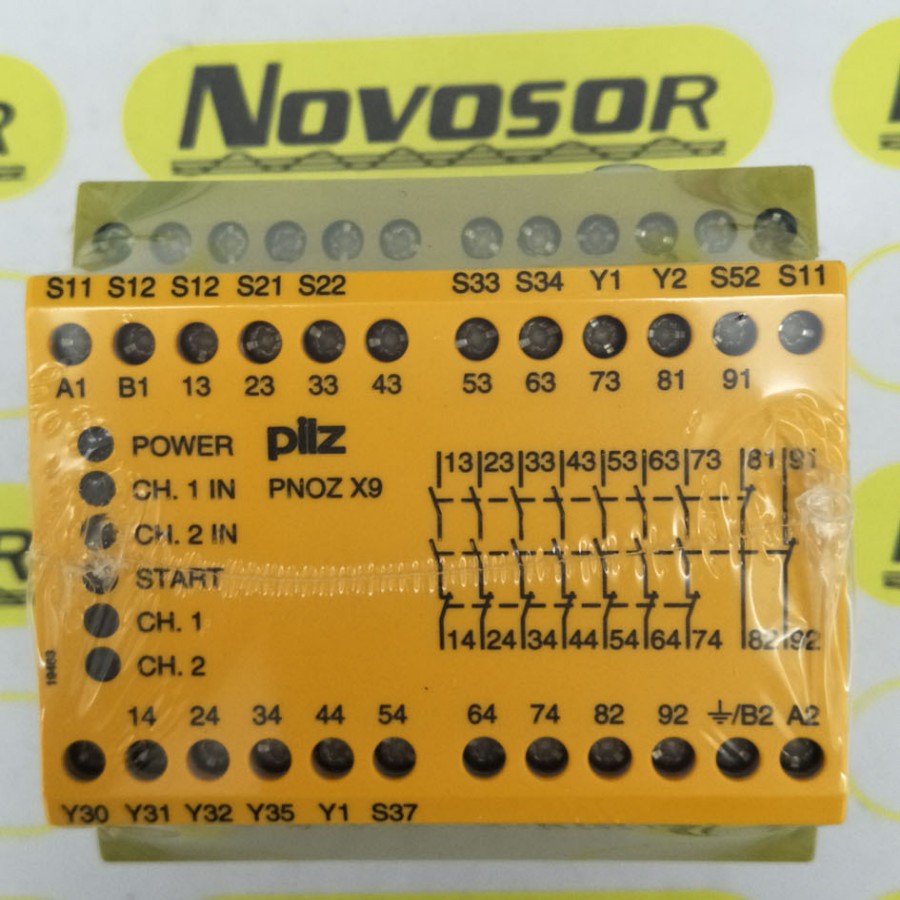 NOVOSOR
S11 S12 S12 S21 S22 S33 S34 Y1 Y2 S52 S11
A1 B1 13 23 33 43 53 63 73 81 91
POWER
pilz
CH. 1 IN
PNOZ X9
CH. 2 IN
START
CH. 1
CH. 2
13 23 33 43 53 63 73 81 91
14 24 34 44 54 64 74 82 92
14 24 34 44 54 64 74 82 92 ⏚/B2 A2
Y30 Y31 Y32 Y35 Y1 S37